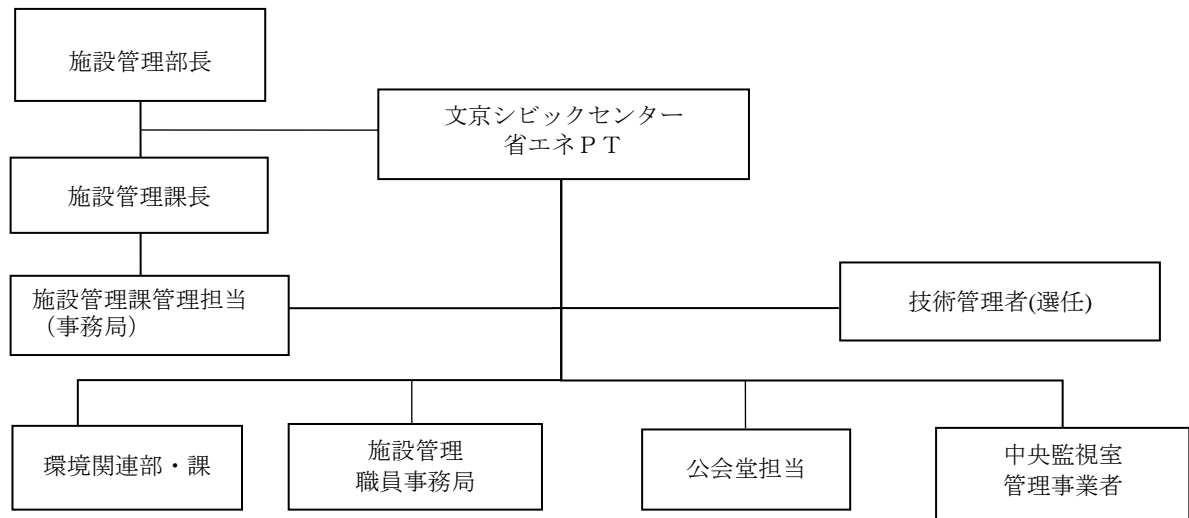 施設管理部長
文京シビックセンター
省エネＰＴ
施設管理課長
施設管理課管理担当
（事務局）
技術管理者(選任)
環境関連部・課
施設管理
職員事務局
公会堂担当
中央監視室
管理事業者